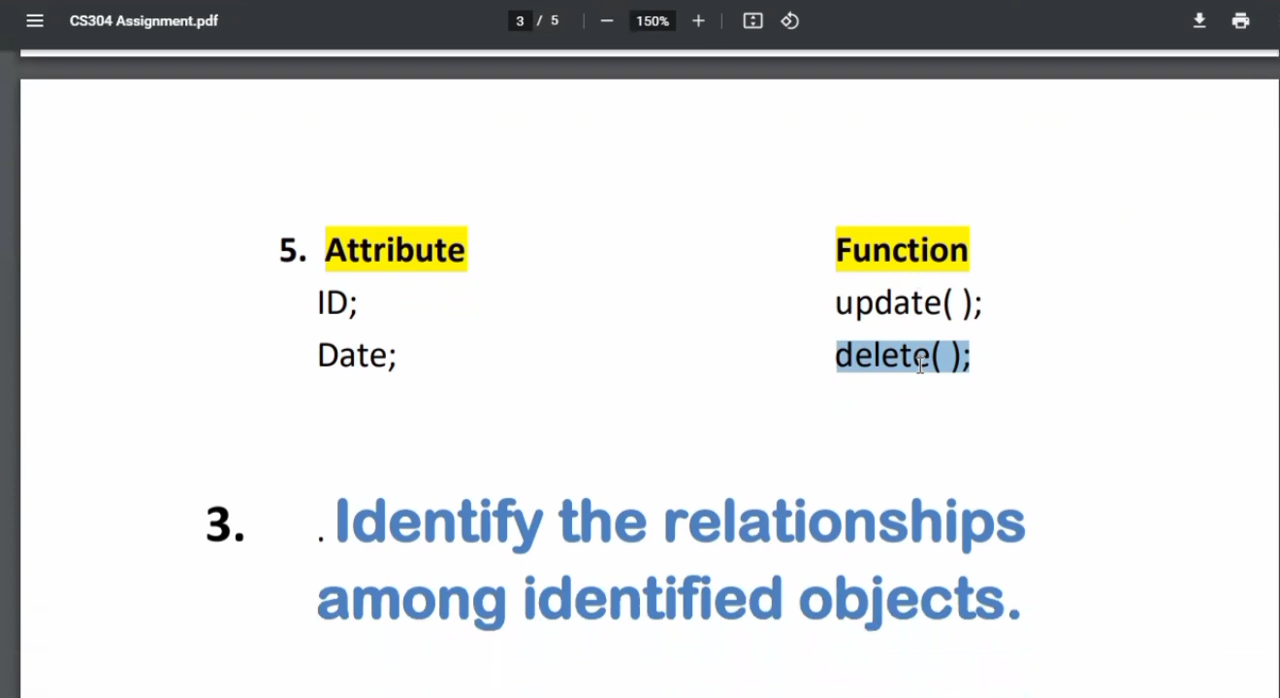 CS304 Assignment.pdf
3 / 5
150%
5. Attribute Function
ID; update( );
Date; delete( );
3. . Identify the relationships
among identified objects.